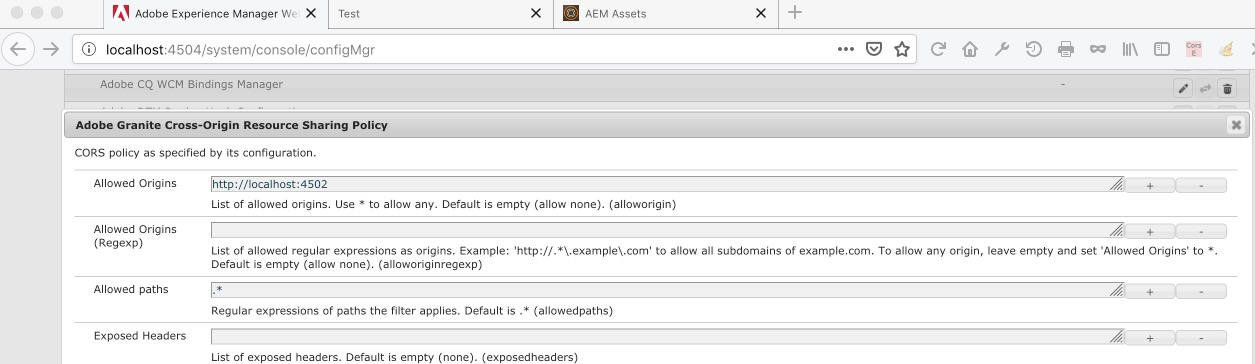 Adobe Experience Manager We
Test
AEM Assets
localhost:4504/system/console/configMgr
Cors
E
Adobe CQ WCM Bindings Manager
-
Adobe Granite Cross-Origin Resource Sharing Policy
CORS policy as specified by its configuration.
Allowed Origins
http://localhost:4502
+ -
List of allowed origins. Use * to allow any. Default is empty (allow none). (alloworigin)
Allowed Origins
(Regexp)
+ -
List of allowed regular expressions as origins. Example: 'http://.*\.example\.com' to allow all subdomains of example.com. To allow any origin, leave empty and set 'Allowed Origins' to *.
Default is empty (allow none). (alloworiginregexp)
Allowed paths
.*
+ -
Regular expressions of paths the filter applies. Default is .* (allowedpaths)
Exposed Headers
+ -
List of exposed headers. Default is empty (none). (exposedheaders)